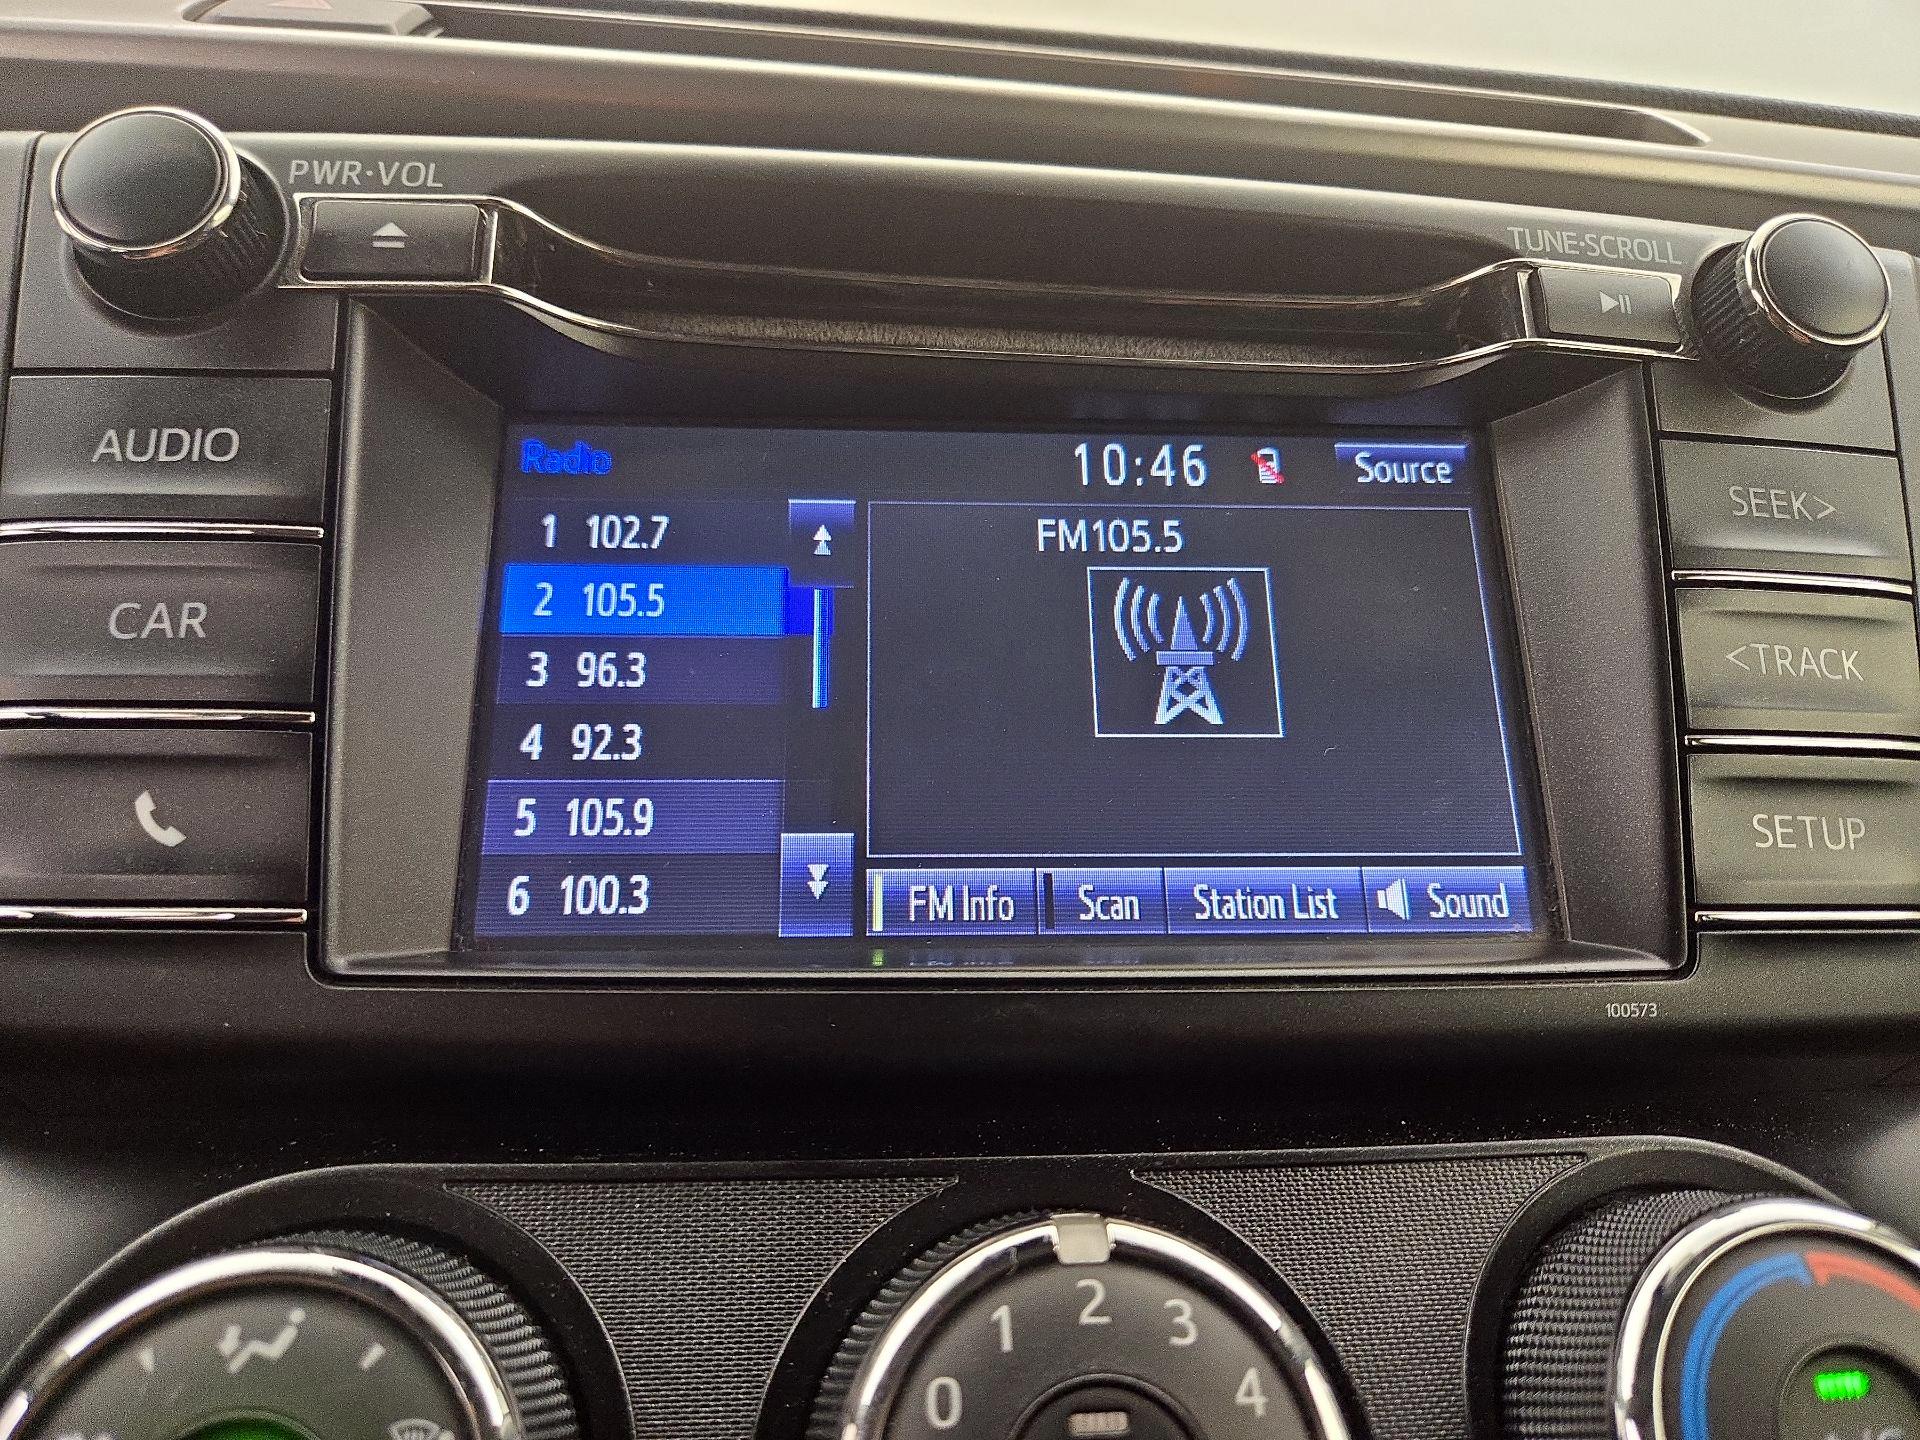 PWR·VOL
TUNE·SCROLL
AUDIO
CAR
Radio
10:46
Source
1 102.7
2 105.5
3 96.3
4 92.3
5 105.9
6 100.3
FM105.5
FM Info
Scan
Station List
Sound
SEEK>
<TRACK
SETUP
100573
0 1 2 3 4